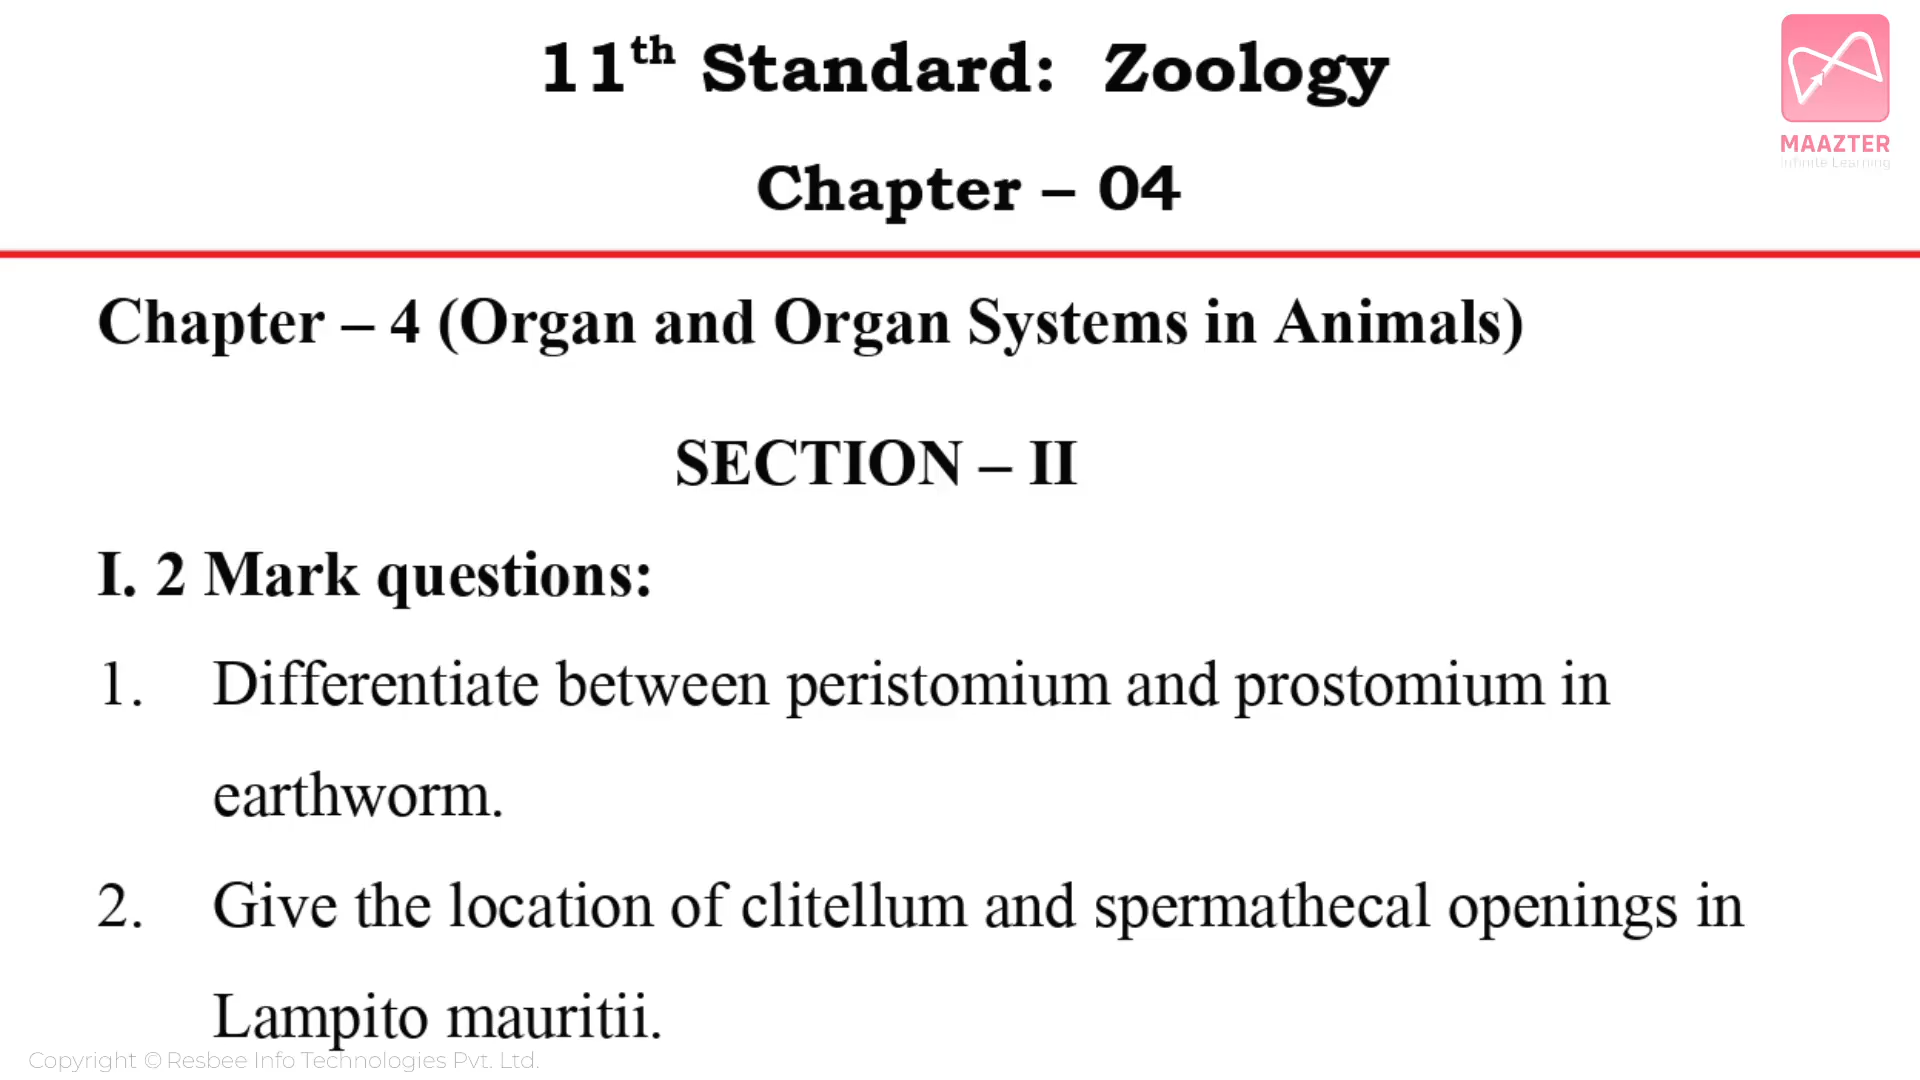 11th Standard: Zoology
MAAZTER
Infinite Learning
Chapter – 04
Chapter – 4 (Organ and Organ Systems in Animals)
SECTION – II
I. 2 Mark questions:
1. Differentiate between peristomium and prostomium in
earthworm.
2. Give the location of clitellum and spermathecal openings in
Lampito mauritii.
Copyright © Resbee Info Technologies Pvt. Ltd.